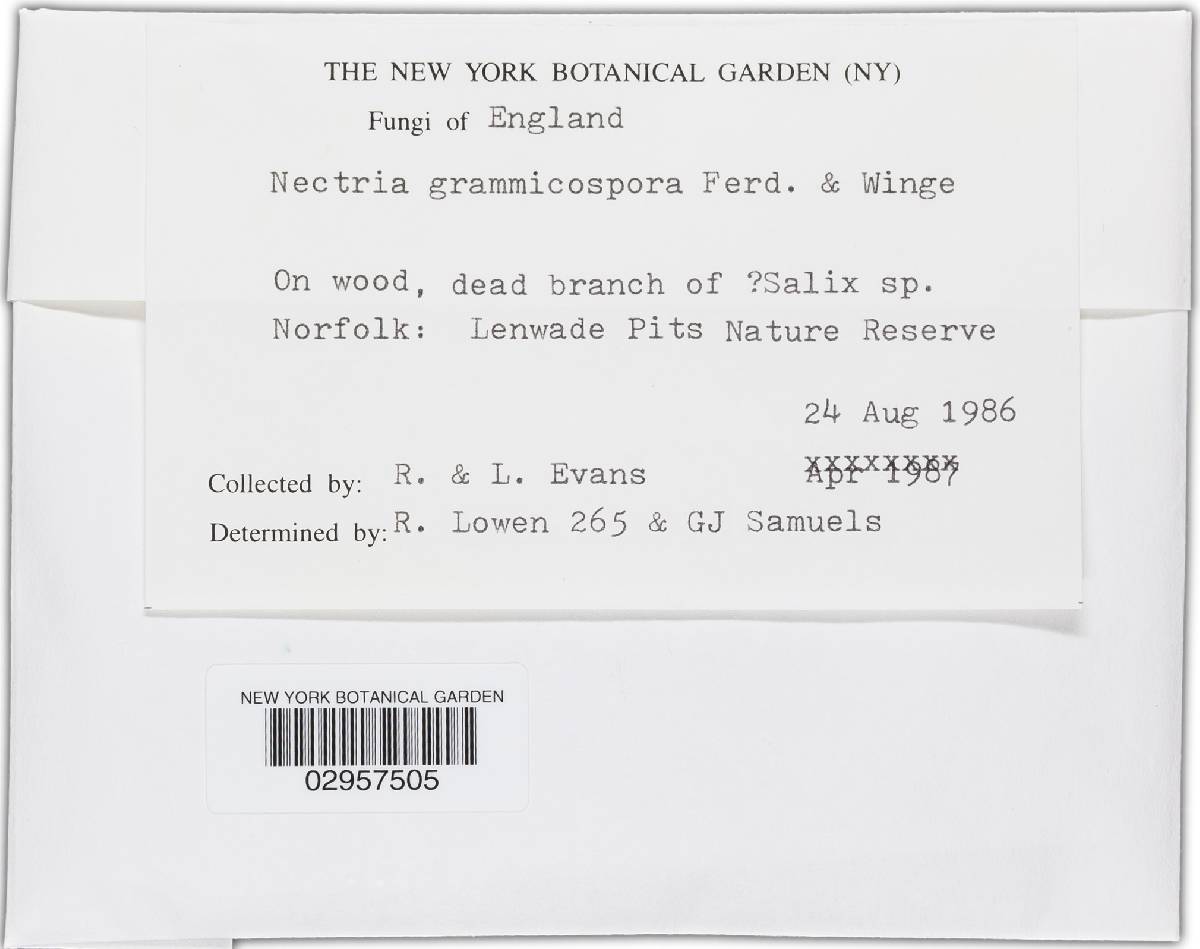 THE NEW YORK BOTANICAL GARDEN (NY)
Fungi of England
Nectria grammicospora Ferd. & Winge
On wood, dead branch of ?Salix sp.
Norfolk: Lenwade Pits Nature Reserve
24 Aug 1986
Apr 1987
Collected by: R. & L. Evans
Determined by: R. Lowen 265 & GJ Samuels
NEW YORK BOTANICAL GARDEN
02957505